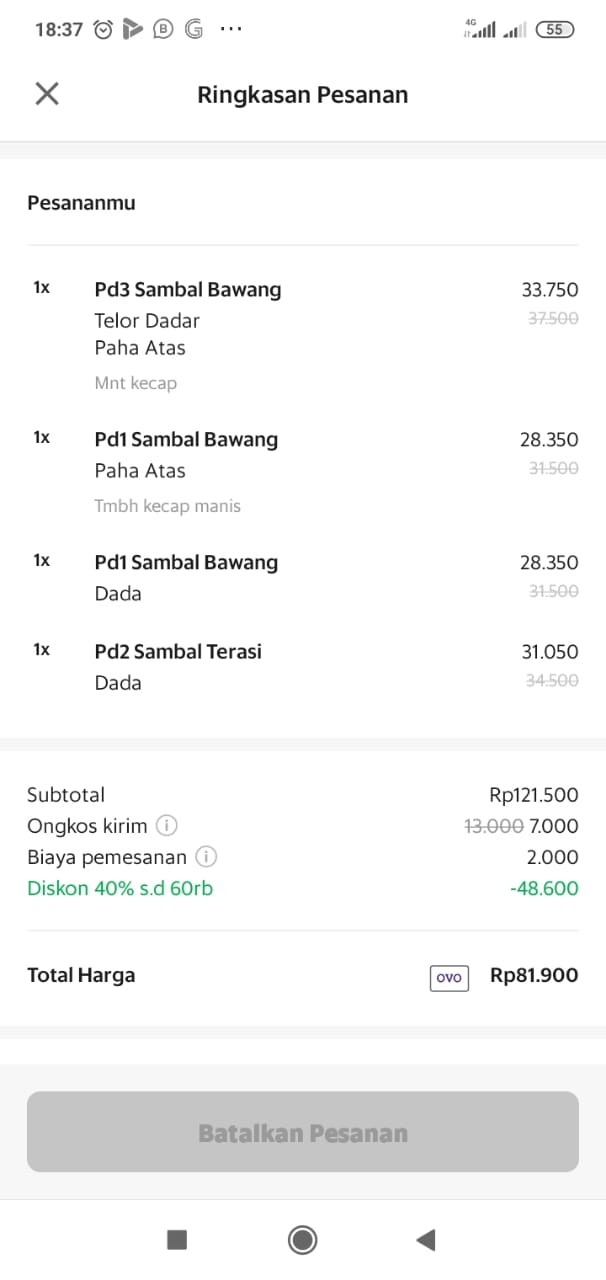 18:37
4G
55
Ringkasan Pesanan
Pesananmu
1x Pd3 Sambal Bawang 33.750
Telor Dadar 37.500
Paha Atas
Mnt kecap
1x Pd1 Sambal Bawang 28.350
Paha Atas 31.500
Tmbh kecap manis
1x Pd1 Sambal Bawang 28.350
Dada 31.500
1x Pd2 Sambal Terasi 31.050
Dada 34.500
Subtotal Rp121.500
Ongkos kirim 13.000 7.000
Biaya pemesanan 2.000
Diskon 40% s.d 60rb -48.600
Total Harga OVO Rp81.900
Batalkan Pesanan